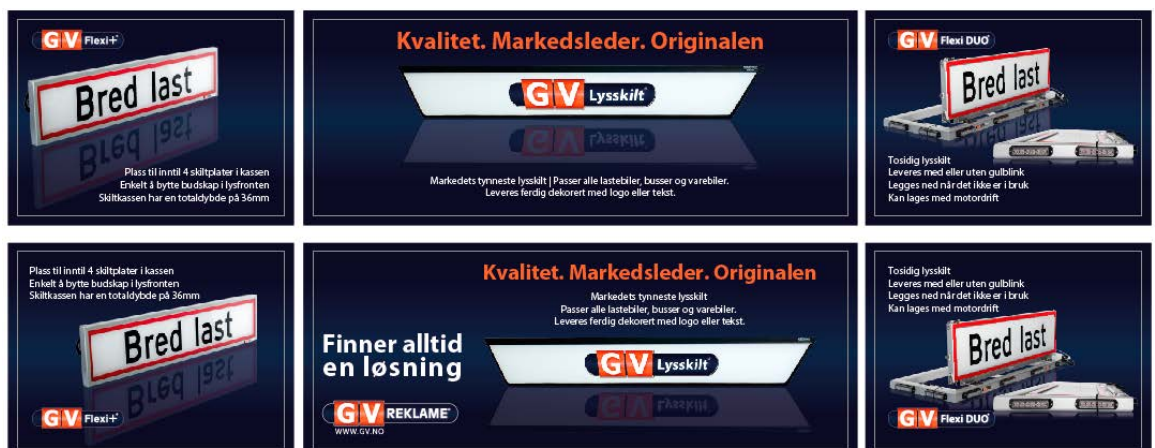 GV Flexi+
Bred last
Plass til inntil 4 skiltplater i kassen
Enkelt å bytte budskap i lysfronten
Skiltkassen har en totaldybde på 36mm
Kvalitet. Markedsleder. Originalen
GV Lysskilt
Markedets tynneste lysskilt | Passer alle lastebiler, busser og varebiler.
Leveres ferdig dekorert med logo eller tekst.
GV Flexi DUO
Bred last
Tosidig lysskilt
Leveres med eller uten gulblink
Legges ned når det ikke er i bruk
Kan lages med motordrift
Plass til inntil 4 skiltplater i kassen
Enkelt å bytte budskap i lysfronten
Skiltkassen har en totaldybde på 36mm
Bred last
GV Flexi+
Kvalitet. Markedsleder. Originalen
Markedets tynneste lysskilt
Passer alle lastebiler, busser og varebiler.
Leveres ferdig dekorert med logo eller tekst.
Finner alltid
en løsning
GV Lysskilt
GV REKLAME
WWW.GV.NO
Tosidig lysskilt
Leveres med eller uten gulblink
Legges ned når det ikke er i bruk
Kan lages med motordrift
Bred last
GV Flexi DUO